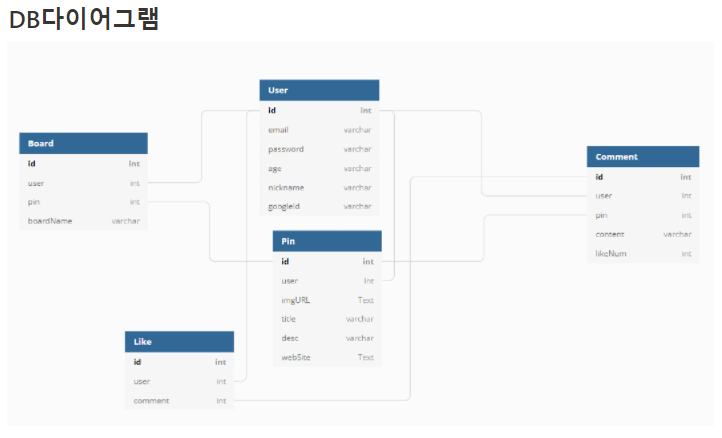 DB다이어그램
User
id int
email varchar
password varchar
age varchar
nickname varchar
googleId varchar
Board
id int
user int
pin int
boardName varchar
Comment
id int
user int
pin int
content varchar
likeNum int
Pin
id int
user int
imgURL Text
title varchar
desc varchar
webSite Text
Like
id int
user int
comment int